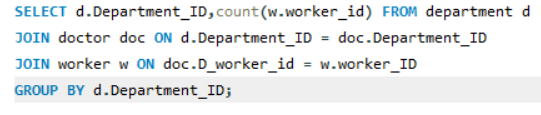 SELECT d.Department_ID,count(w.worker_id) FROM department d
JOIN doctor doc ON d.Department_ID = doc.Department_ID
JOIN worker w ON doc.D_worker_id = w.worker_ID
GROUP BY d.Department_ID;